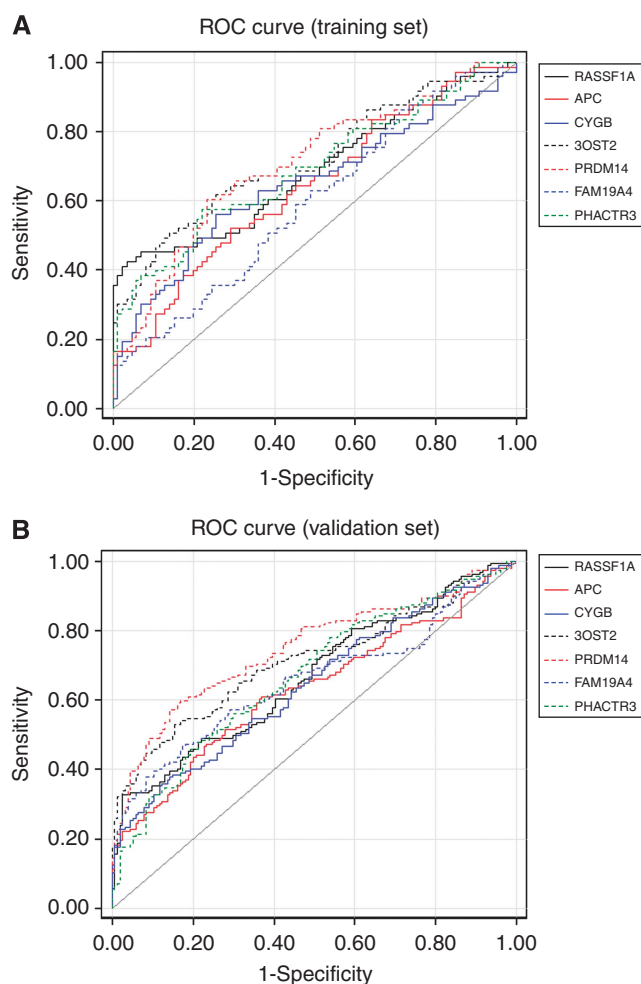 A
ROC curve (training set)
1.00
0.80
0.60
0.40
0.20
0.00
Sensitivity
0.00 0.20 0.40 0.60 0.80 1.00
1-Specificity
RASSF1A
APC
CYGB
3OST2
PRDM14
FAM19A4
PHACTR3
B
ROC curve (validation set)
1.00
0.80
0.60
0.40
0.20
0.00
Sensitivity
0.00 0.20 0.40 0.60 0.80 1.00
1-Specificity
RASSF1A
APC
CYGB
3OST2
PRDM14
FAM19A4
PHACTR3